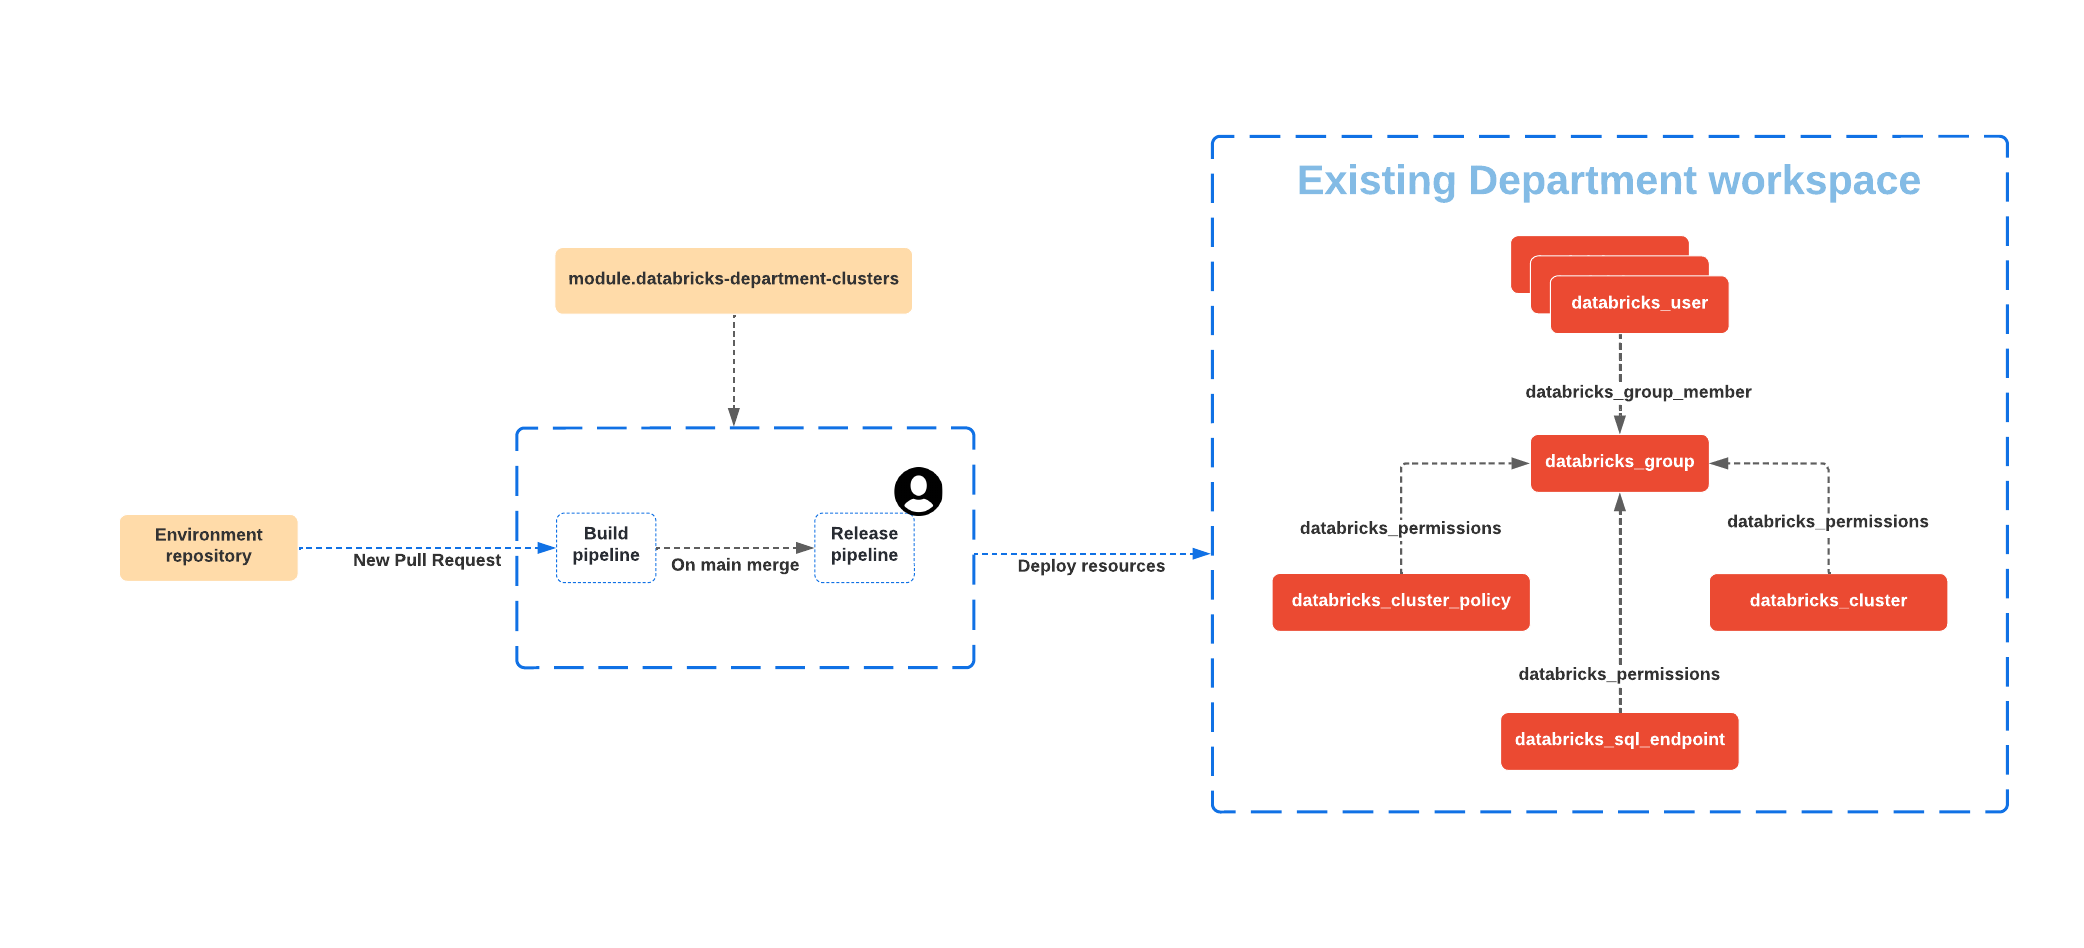 Existing Department workspace
module.databricks-department-clusters
databricks_user
databricks_group_member
databricks_group
Environment
repository
New Pull Request
Build
pipeline
On main merge
Release
pipeline
Deploy resources
databricks_permissions
databricks_permissions
databricks_cluster_policy
databricks_cluster
databricks_permissions
databricks_sql_endpoint